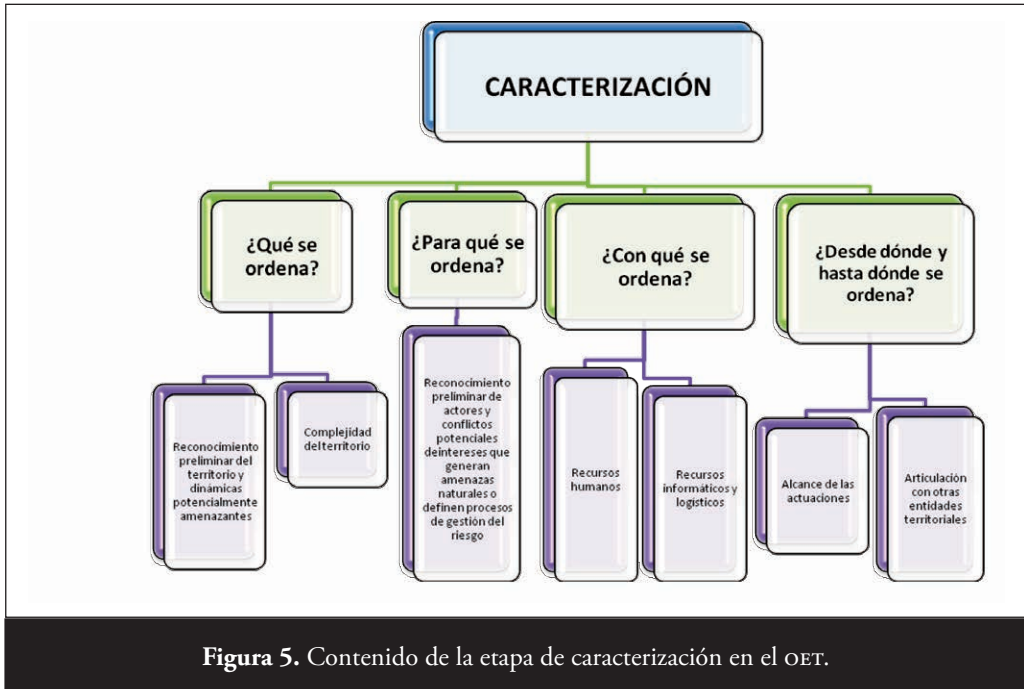 CARACTERIZACIÓN
¿Qué se
ordena?
¿Para qué se
ordena?
¿Con qué se
ordena?
¿Desde dónde y
hasta dónde se
ordena?
Reconocimiento
preliminar del
territorio y
dinámicas
potencialmente
amenazantes
Complejidad
del territorio
Reconocimiento
preliminar de
actores y
conflictos
potenciales
deintereses que
generan
amenazas
naturales o
definen procesos
de gestión del
riesgo
Recursos
humanos
Recursos
informáticos y
logísticos
Alcance de las
actuaciones
Articulación
con otras
entidades
territoriales
Figura 5. Contenido de la etapa de caracterización en el OET.